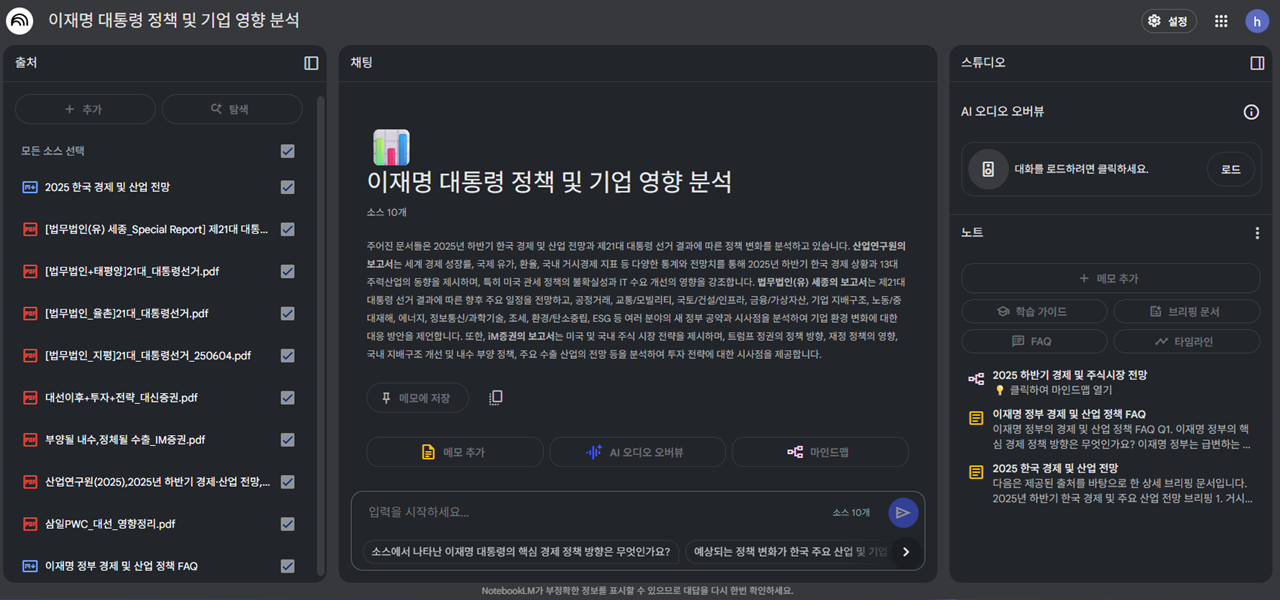 이재명 대통령 정책 및 기업 영향 분석
설정
h
출처
추가
탐색
모든 소스 선택
2025 한국 경제 및 산업 전망
[법무법인(유) 세종_Special Report] 제21대 대통...
[법무법인+태평양]21대_대통령선거.pdf
[법무법인_율촌]21대_대통령선거.pdf
[법무법인_지평]21대_대통령선거_250604.pdf
대선이후+투자+전략_대신증권.pdf
부양될 내수,정체될 수출_IM증권.pdf
산업연구원(2025),2025년 하반기 경제·산업 전망,...
삼일PWC_대선_영향정리.pdf
이재명 정부 경제 및 산업 정책 FAQ
채팅
이재명 대통령 정책 및 기업 영향 분석
소스 10개
주어진 문서들은 2025년 하반기 한국 경제 및 산업 전망과 제21대 대통령 선거 결과에 따른 정책 변화를 분석하고 있습니다. 산업연구원의
보고서는 세계 경제 성장률, 국제 유가, 환율, 국내 거시경제 지표 등 다양한 통계와 전망치를 통해 2025년 하반기 한국 경제 상황과 13대
주력산업의 동향을 제시하며, 특히 미국 관세 정책의 불확실성과 IT 수요 개선의 영향을 강조합니다. 법무법인(유) 세종의 보고서는 제21대
대통령 선거 결과에 따른 향후 주요 일정을 전망하고, 공정거래, 교통/모빌리티, 국토/건설/인프라, 금융/가상자산, 기업 지배구조, 노동/중
대재해, 에너지, 정보통신/과학기술, 조세, 환경/탄소중립, ESG 등 여러 분야의 새 정부 공약과 시사점을 분석하여 기업 환경 변화에 대한
대응 방안을 제안합니다. 또한, iM증권의 보고서는 미국 및 국내 주식 시장 전략을 제시하며, 트럼프 정권의 정책 방향, 재정 정책의 영향,
국내 지배구조 개선 및 내수 부양 정책, 주요 수출 산업의 전망 등을 분석하여 투자 전략에 대한 시사점을 제공합니다.
메모에 저장
메모 추가
AI 오디오 오버뷰
마인드맵
입력을 시작하세요...
소스 10개
소스에서 나타난 이재명 대통령의 핵심 경제 정책 방향은 무엇인가요?
예상되는 정책 변화가 한국 주요 산업 및 기업
스튜디오
AI 오디오 오버뷰
대화를 로드하려면 클릭하세요.
로드
노트
메모 추가
학습 가이드
브리핑 문서
FAQ
타임라인
2025 하반기 경제 및 주식시장 전망
클릭하여 마인드맵 열기
이재명 정부 경제 및 산업 정책 FAQ
이재명 정부의 경제 및 산업 정책 FAQ Q1. 이재명 정부의 핵
심 경제 정책 방향은 무엇인가요? 이재명 정부는 급변하는 ...
2025 한국 경제 및 산업 전망
다음은 제공된 출처를 바탕으로 한 상세 브리핑 문서입니다.
2025년 하반기 한국 경제 및 주요 산업 전망 브리핑 1. 거시...
NotebookLM가 부정확한 정보를 표시할 수 있으므로 대답을 다시 한번 확인하세요.